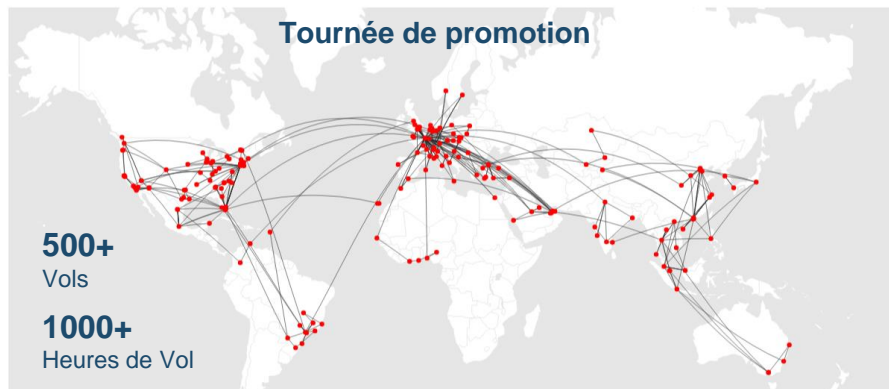 Tournée de promotion
500+
Vols
1000+
Heures de Vol